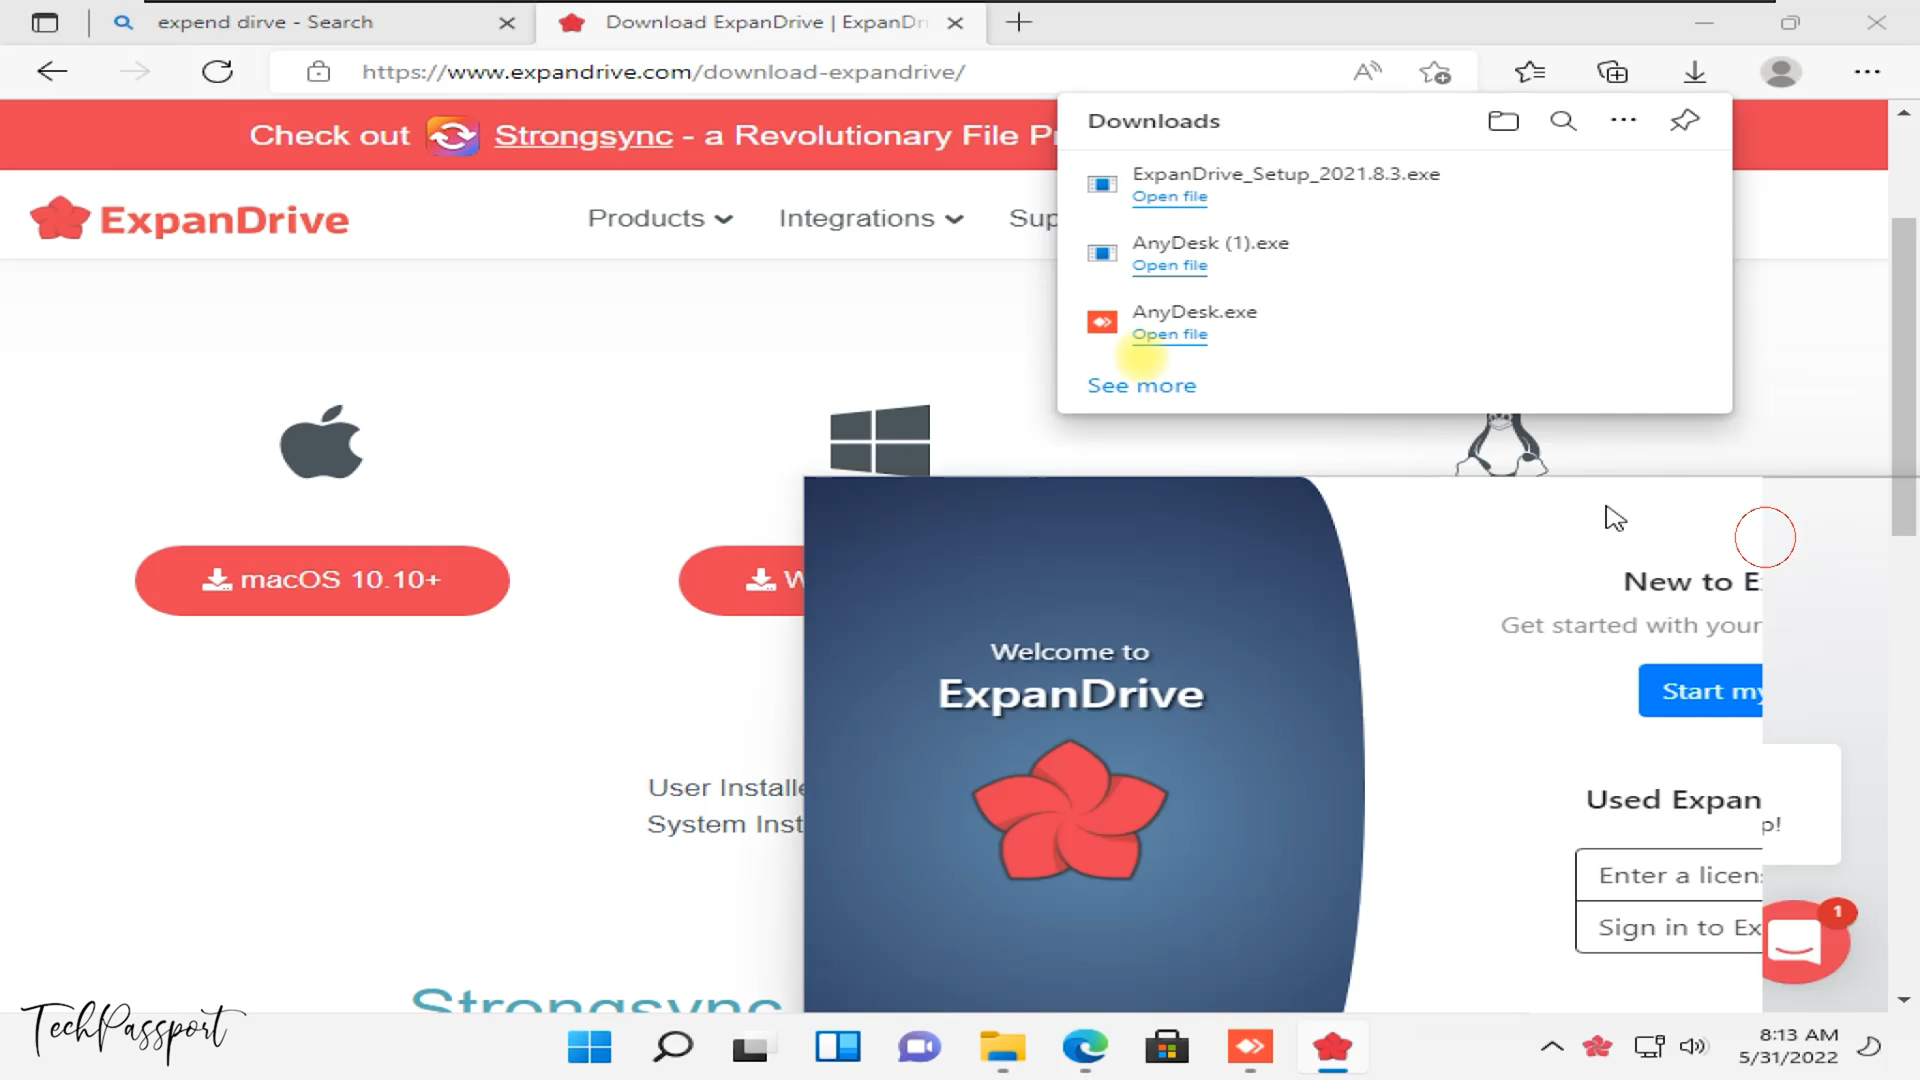 expend dirve - Search
Download ExpanDrive | ExpanDri
https://www.expandrive.com/download-expandrive/
Check out Strongsync - a Revolutionary File Pr
Downloads
ExpanDrive_Setup_2021.8.3.exe
Open file
AnyDesk (1).exe
Open file
AnyDesk.exe
Open file
See more
ExpanDrive
Products
Integrations
Sup
macOS 10.10+
W
User Installe
System Inst
Strongsync
Welcome to
ExpanDrive
New to E
Get started with your
Start my
Used Expan
p!
Enter a licen
Sign in to Ex
1
TechPassport
8:13 AM
5/31/2022